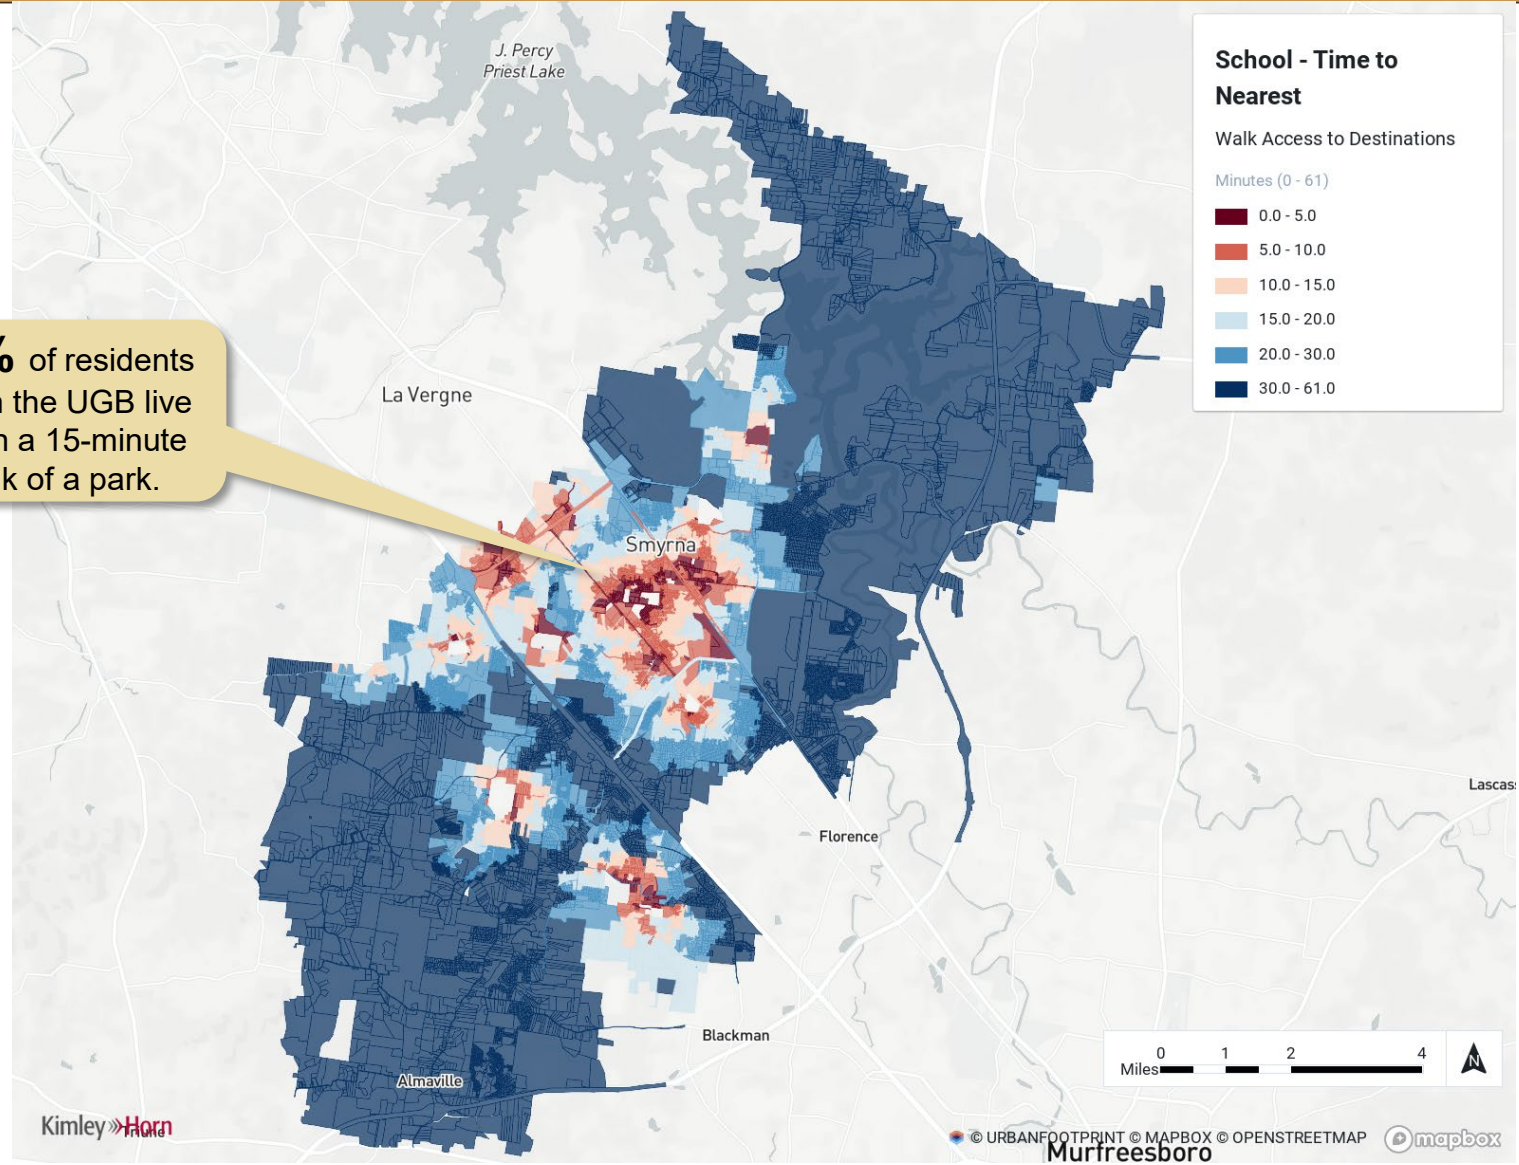 J. Percy
Priest Lake
School - Time to
Nearest
Walk Access to Destinations
Minutes (0 - 61)
0.0 - 5.0
5.0 - 10.0
10.0 - 15.0
15.0 - 20.0
20.0 - 30.0
30.0 - 61.0
% of residents
the UGB live
a 15-minute
of a park.
La Vergne
Smyrna
Lascas
Florence
Blackman
Almaville
0 1 2 4
Miles
N
Kimley»Horn
Triune
© URBANFOOTPRINT © MAPBOX © OPENSTREETMAP
mapbox
Murfreesboro